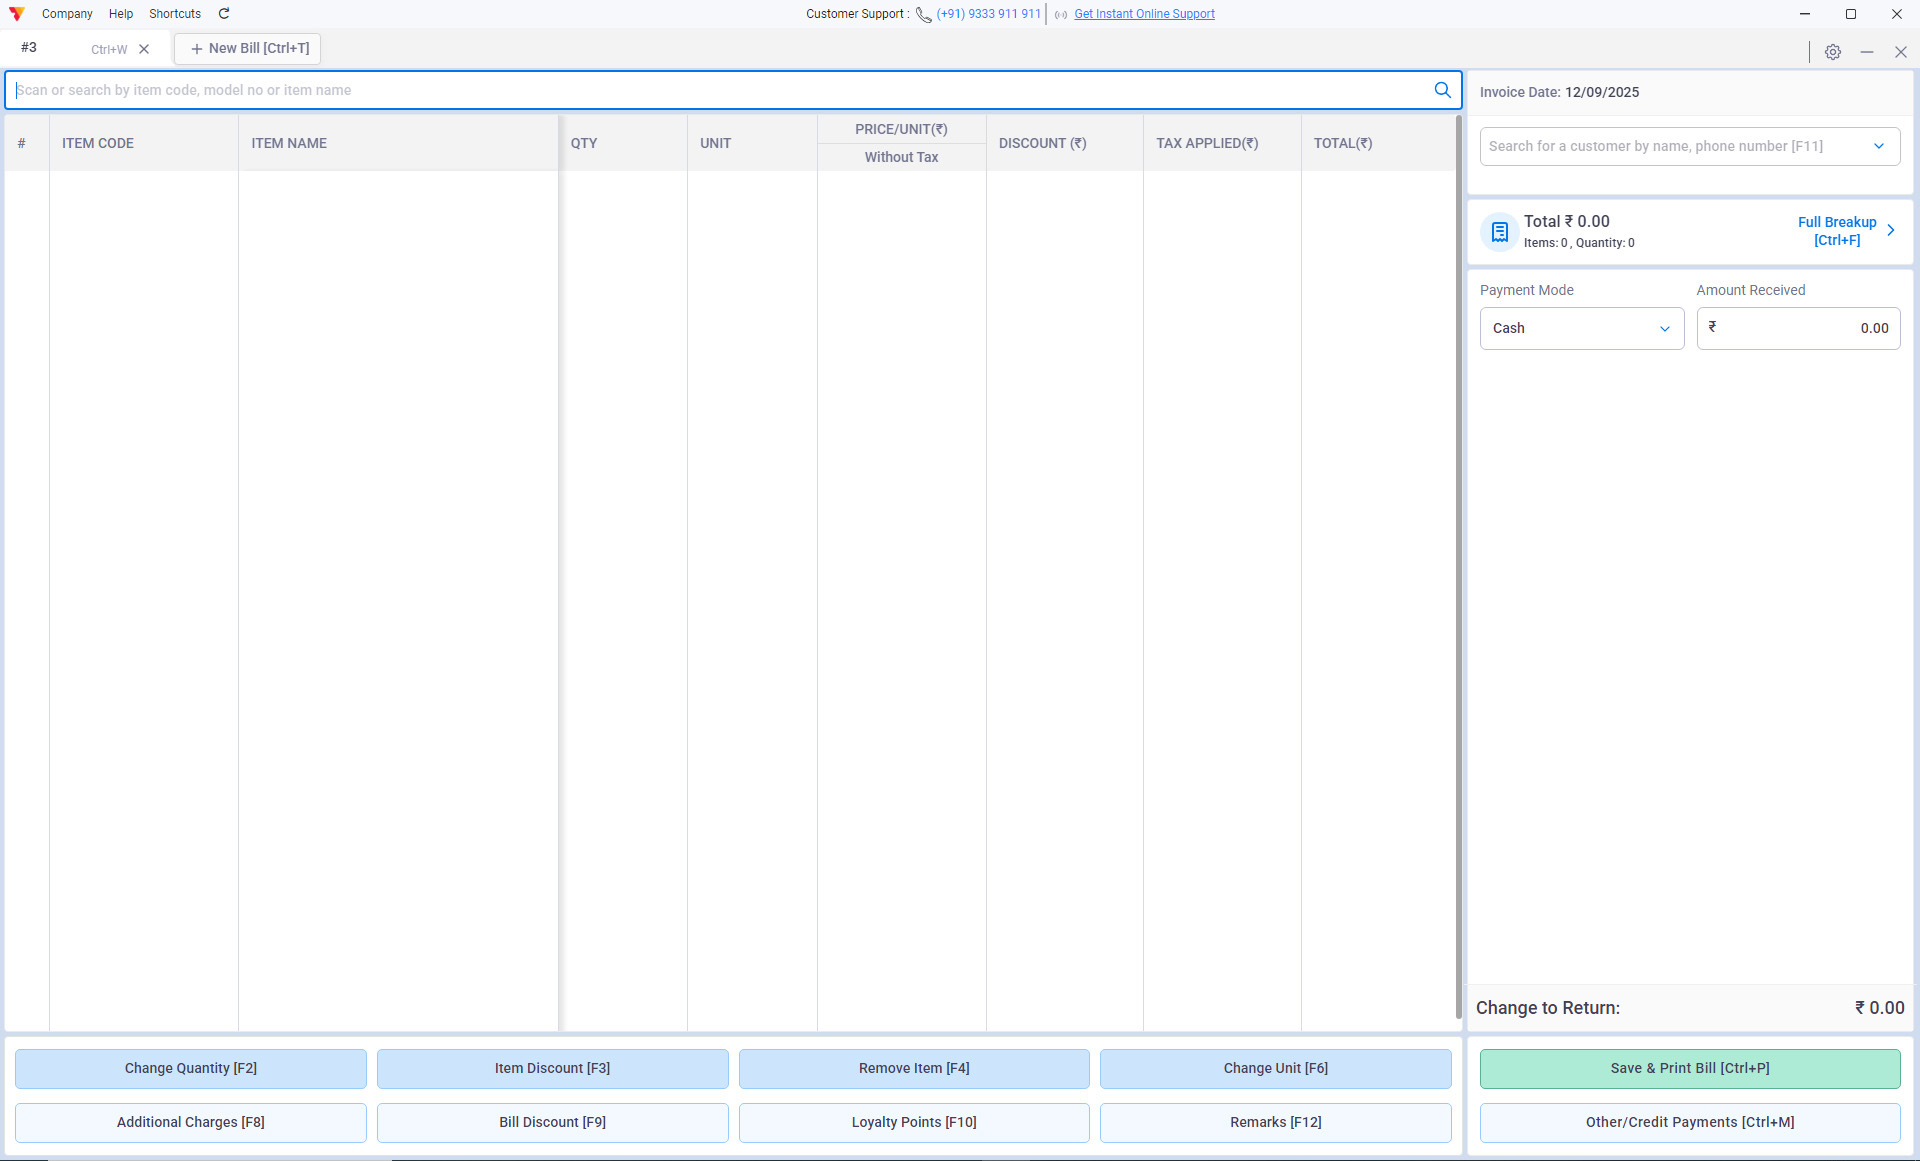 Company Help Shortcuts
Customer Support : (+91) 9333 911 911 Get Instant Online Support
#3 Ctrl+W
New Bill [Ctrl+T]
Scan or search by item code, model no or item name
# ITEM CODE ITEM NAME QTY UNIT PRICE/UNIT(₹) DISCOUNT (₹) TAX APPLIED(₹) TOTAL(₹)
Without Tax
Invoice Date: 12/09/2025
Search for a customer by name, phone number [F11]
Total ₹ 0.00
Items: 0 , Quantity: 0
Full Breakup
[Ctrl+F]
Payment Mode Amount Received
Cash ₹ 0.00
Change to Return: ₹ 0.00
Change Quantity [F2] Item Discount [F3] Remove Item [F4] Change Unit [F6]
Additional Charges [F8] Bill Discount [F9] Loyalty Points [F10] Remarks [F12]
Save & Print Bill [Ctrl+P]
Other/Credit Payments [Ctrl+M]